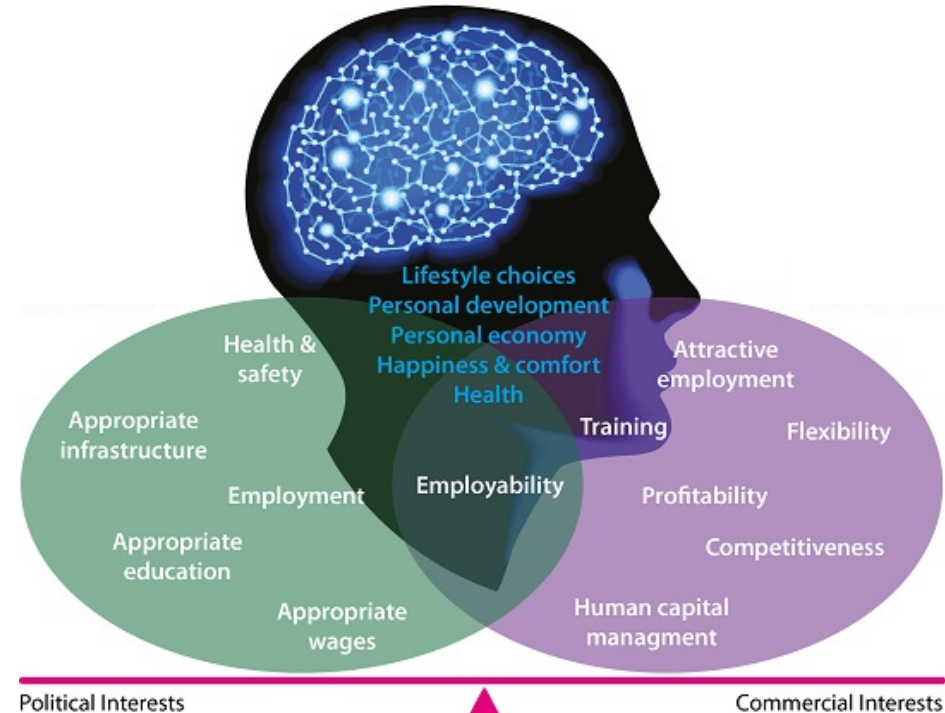 Lifestyle choices
Personal development
Personal economy
Happiness & comfort
Health
Health &
safety
Appropriate
infrastructure
Employment
Appropriate
education
Appropriate
wages
Employability
Training
Attractive
employment
Flexibility
Profitability
Competitiveness
Human capital
managment
Political Interests
Commercial Interests